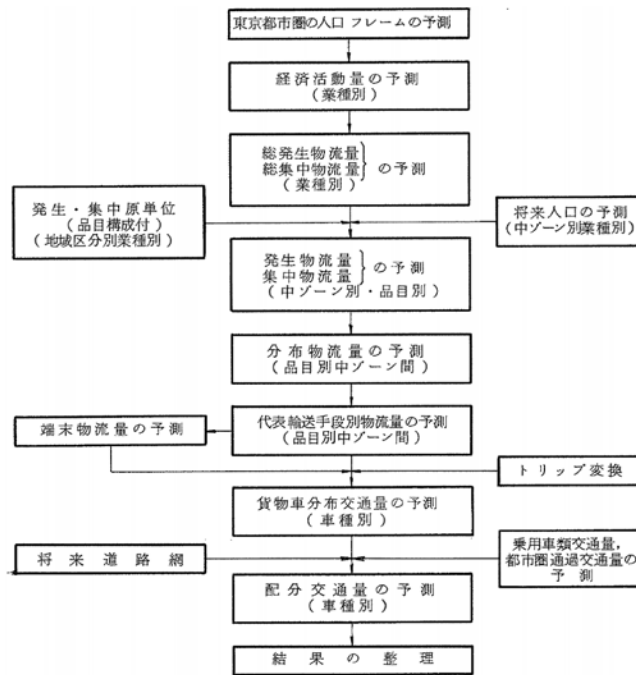 東京都市圏の人口フレームの予測
経済活動量の予測
(業種別)
総発生物流量
総集中物流量
の予測
(業種別)
発生・集中原単位
(品目構成付)
(地域区分別業種別)
将来人口の予測
(中ゾーン別業種別)
発生物流量
集中物流量
の予測
(中ゾーン別・品目別)
分布物流量の予測
(品目別中ゾーン間)
代表輸送手段別物流量の予測
(品目別中ゾーン間)
端末物流量の予測
トリップ変換
貨物車分布交通量の予測
(車種別)
将来道路網
乗用車類交通量,
都市圏通過交通量の
予測
配分交通量の予測
(車種別)
結果の整理